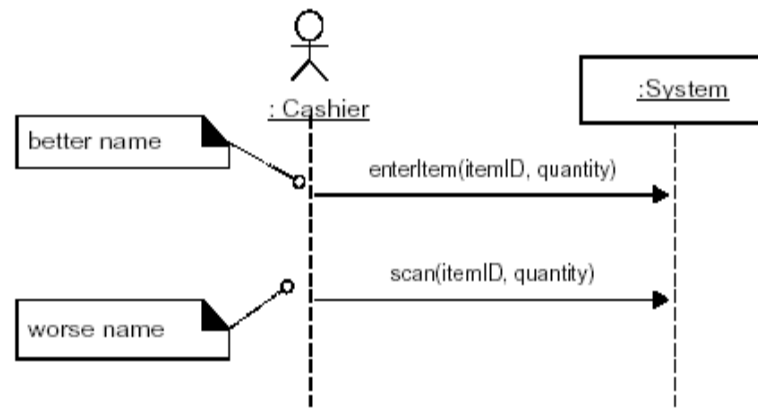 : Cashier
:System
better name
enterItem(itemID, quantity)
scan(itemID, quantity)
worse name